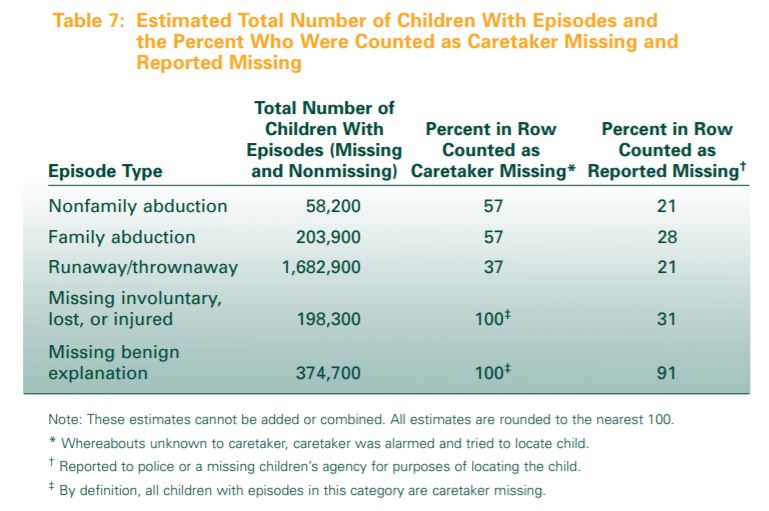 Table 7: Estimated Total Number of Children With Episodes and
the Percent Who Were Counted as Caretaker Missing and
Reported Missing
Total Number of
Children With Percent in Row Percent in Row
Episodes (Missing Counted as Counted as
Episode Type and Nonmissing) Caretaker Missing* Reported Missing†
Nonfamily abduction 58,200 57 21
Family abduction 203,900 57 28
Runaway/thrownaway 1,682,900 37 21
Missing involuntary,
lost, or injured 198,300 100‡ 31
Missing benign
explanation 374,700 100‡ 91
Note: These estimates cannot be added or combined. All estimates are rounded to the nearest 100.
* Whereabouts unknown to caretaker, caretaker was alarmed and tried to locate child.
† Reported to police or a missing children's agency for purposes of locating the child.
‡ By definition, all children with episodes in this category are caretaker missing.